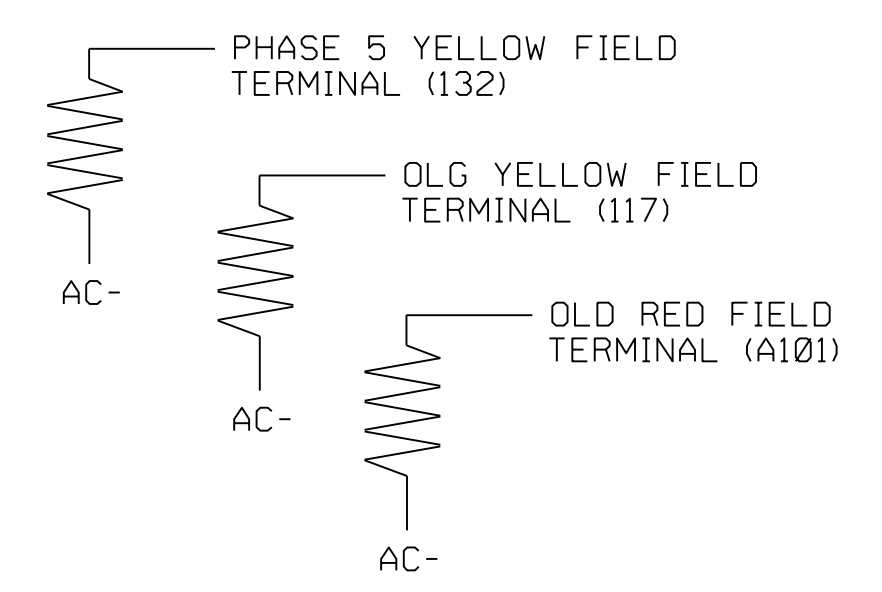 PHASE 5 YELLOW FIELD
TERMINAL (132)
AC-
OLG YELLOW FIELD
TERMINAL (117)
AC-
OLD RED FIELD
TERMINAL (A101)
AC-